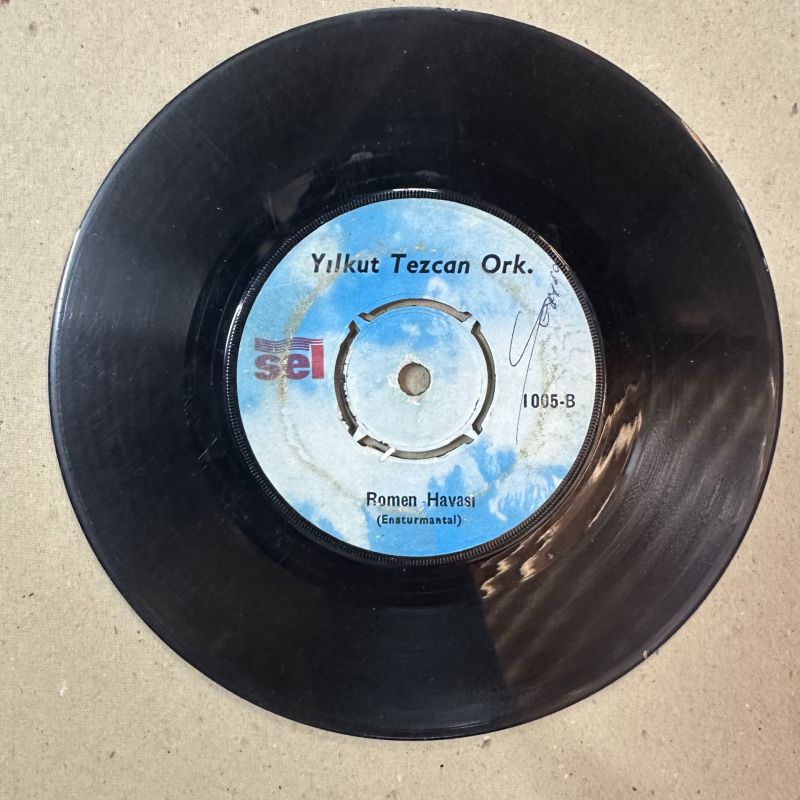 Yılkut Tezcan Ork.
sel
1005-B
Romen Havası
(Ensturmantal)